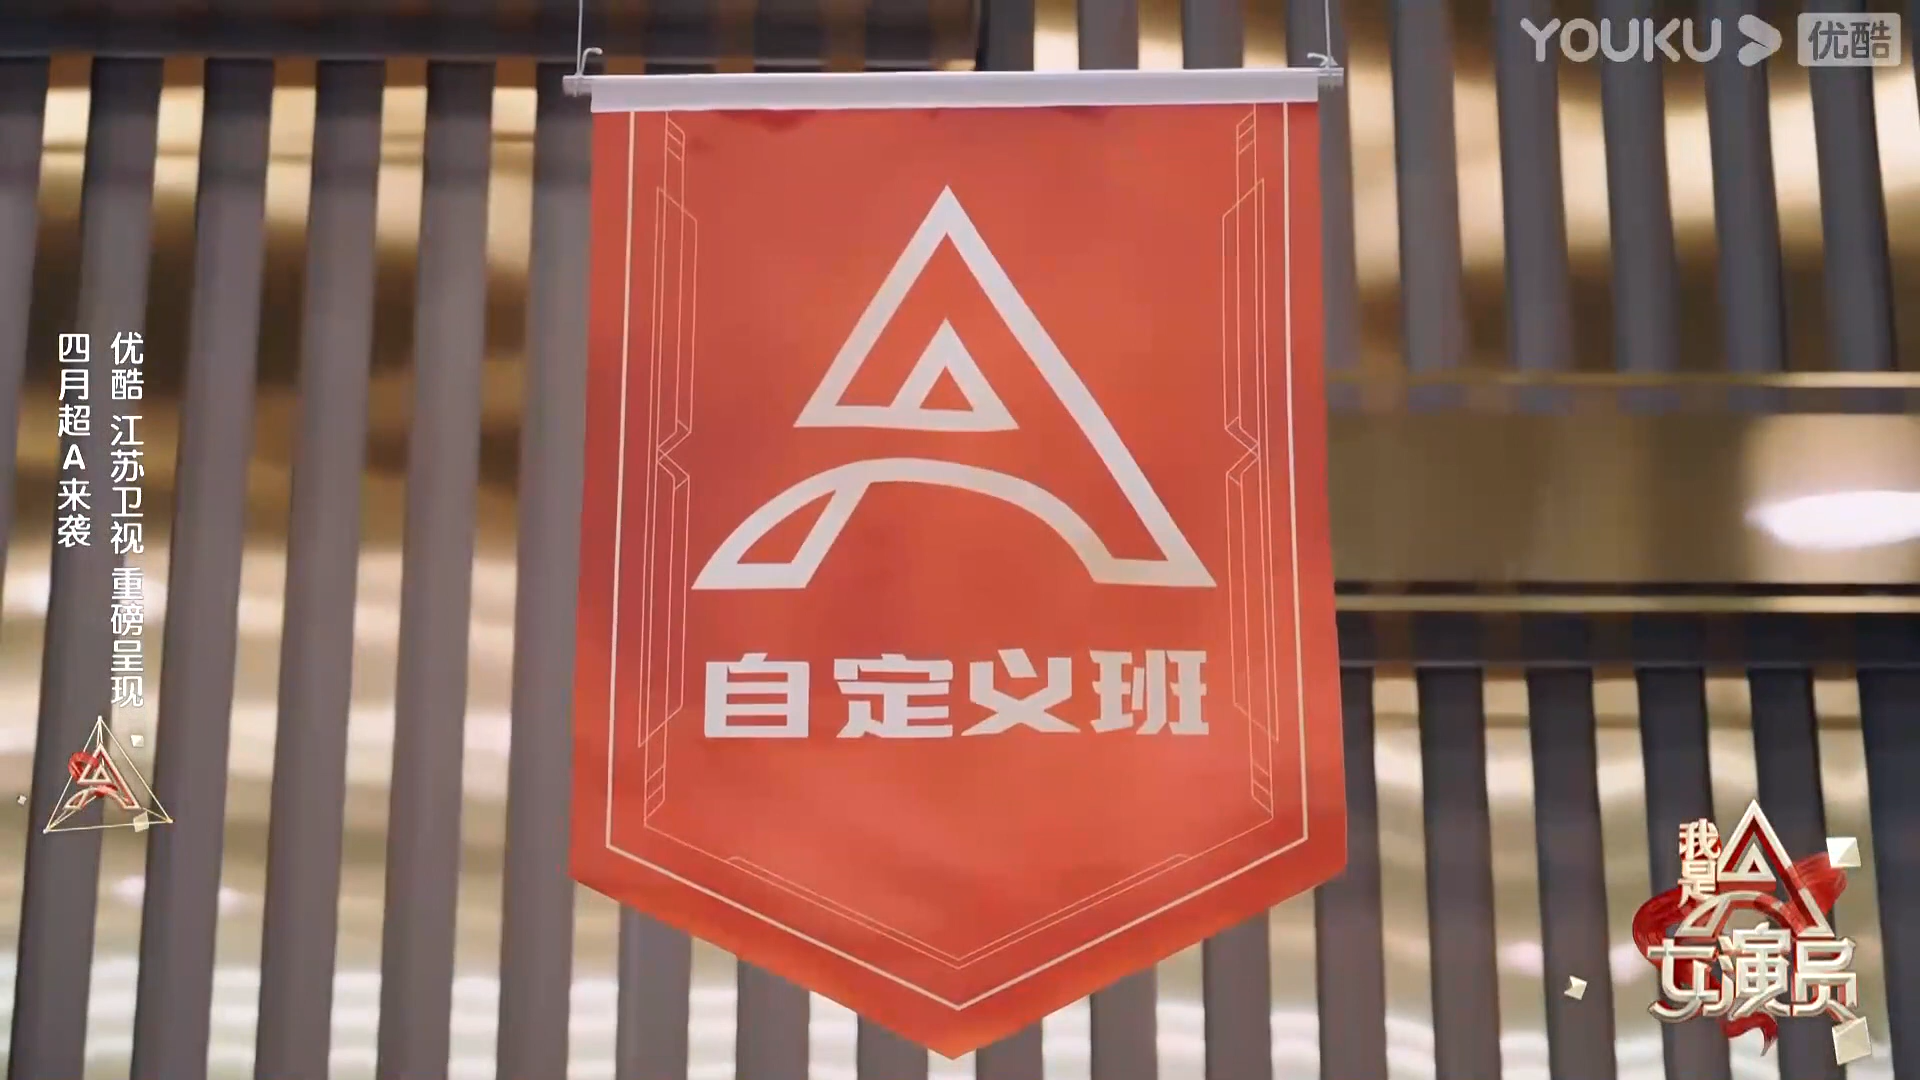 YOUKU 优酷
优酷 江苏卫视 重磅呈现
四月超A来袭
A
自定义班
我是
女演员